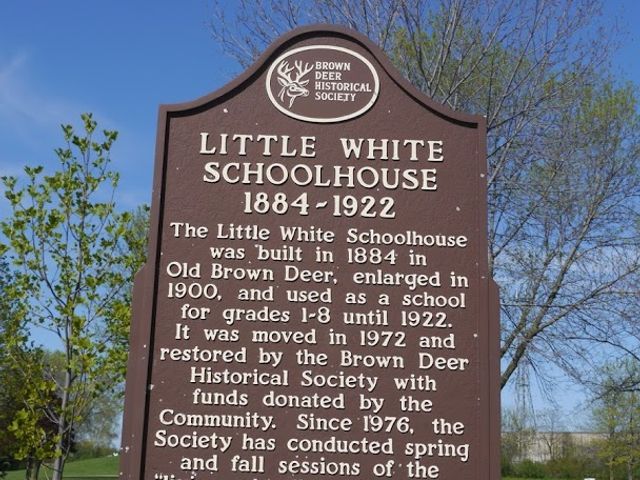 BROWN
DEER
HISTORICAL
SOCIETY
LITTLE WHITE
SCHOOLHOUSE
1884-1922
The Little White Schoolhouse
was built in 1884 in
Old Brown Deer, enlarged in
1900, and used as a school
for grades 1-8 until 1922.
It was moved in 1972 and
restored by the Brown Deer
Historical Society with
funds donated by the
Community. Since 1976, the
Society has conducted spring
and fall sessions of the